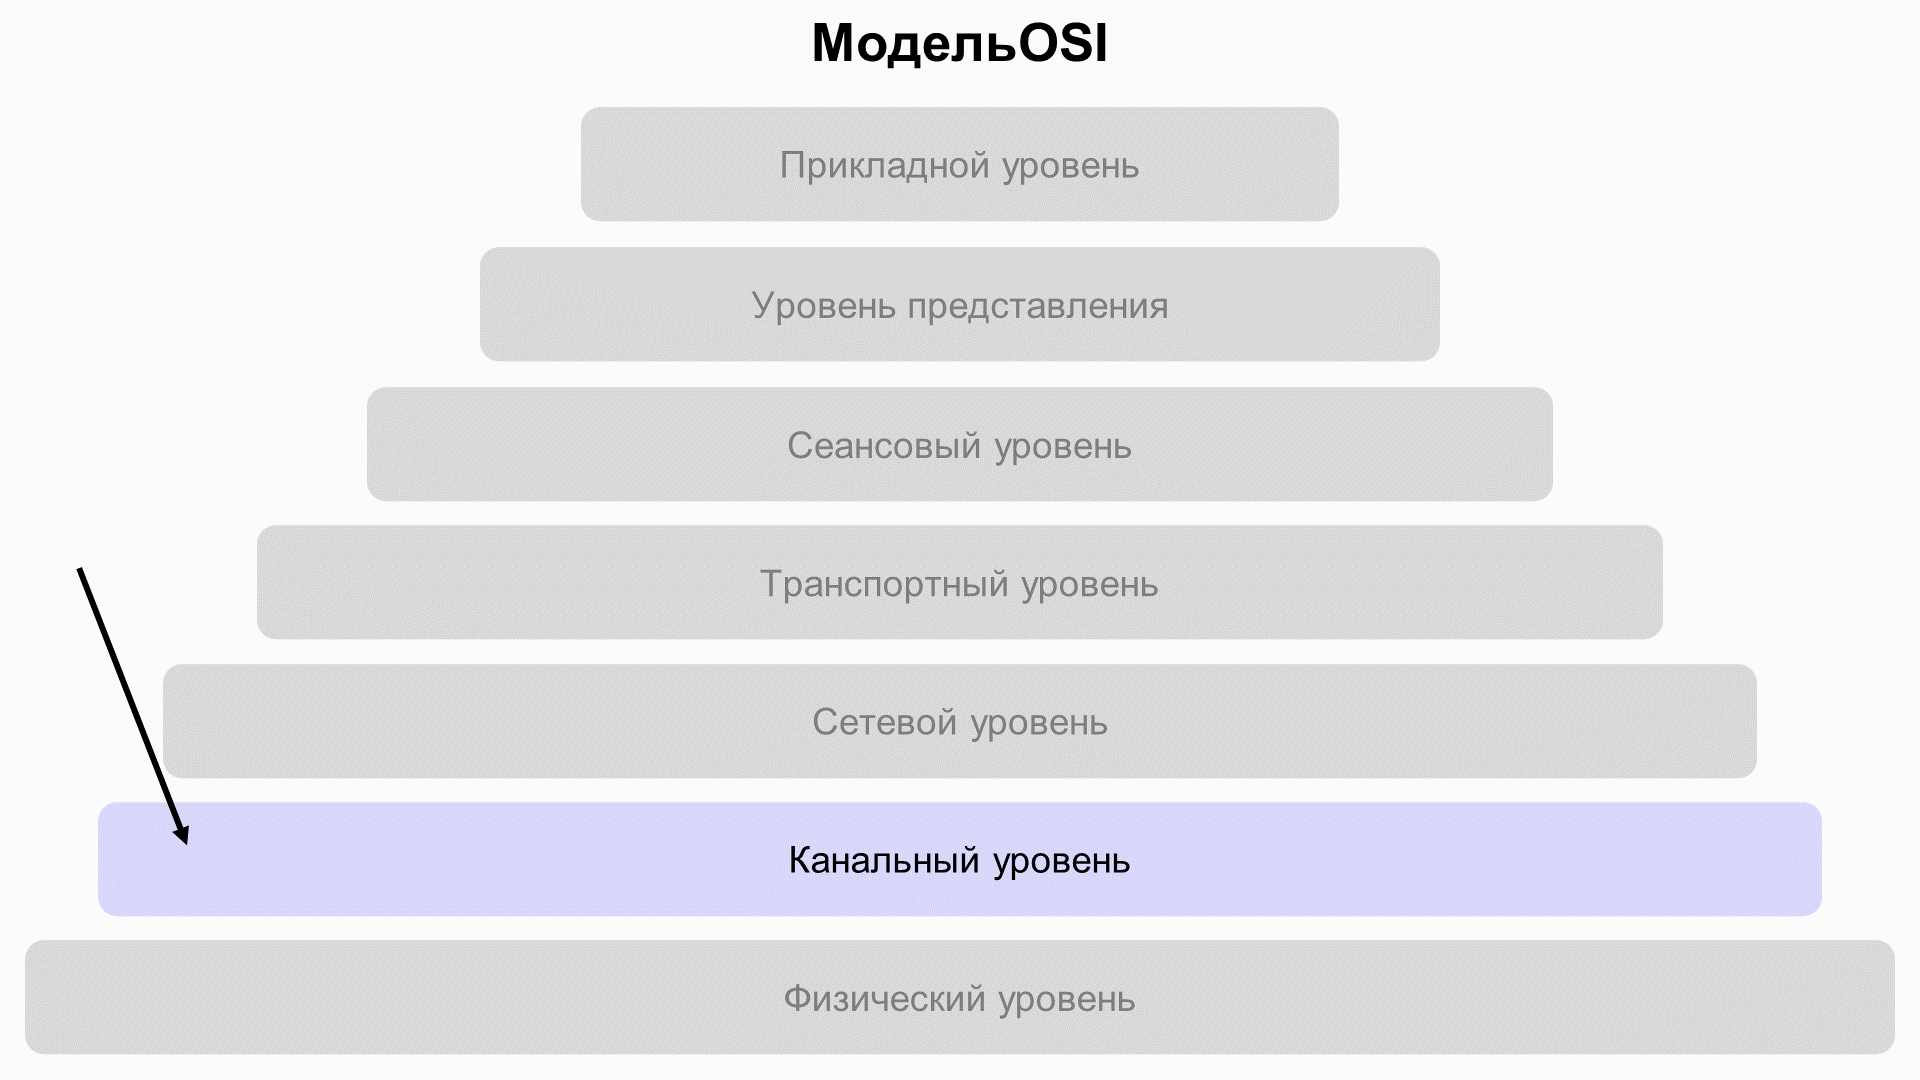 МодельOSI
Прикладной уровень
Уровень представления
Сеансовый уровень
Транспортный уровень
Сетевой уровень
Канальный уровень
Физический уровень